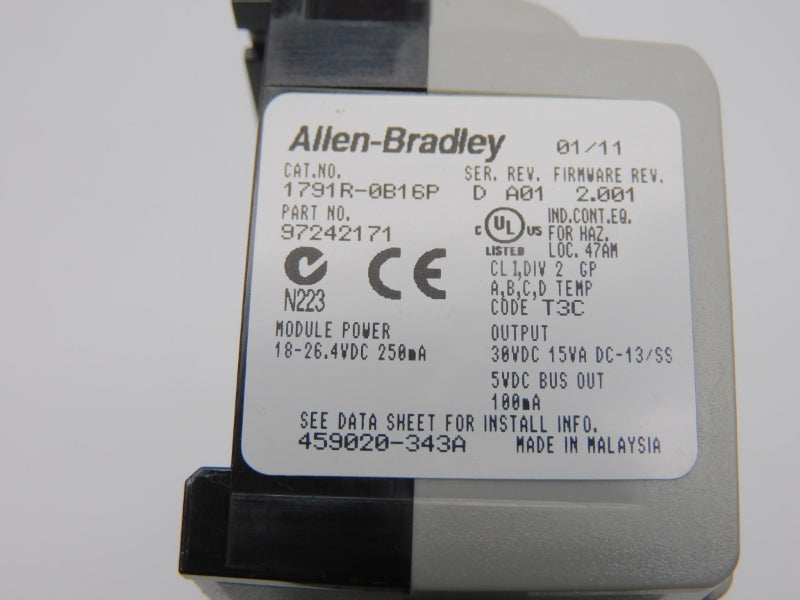 Allen-Bradley 01/11
CAT.NO. SER. REV. FIRMWARE REV.
1791R-0B16P D A01 2.001
PART NO.
97242171
C UL US LISTED
IND.CONT.EQ.
FOR HAZ.
LOC. 47AM
CL I,DIV 2 GP
A,B,C,D TEMP
CODE T3C
CE
N223
MODULE POWER
18-26.4VDC 250mA
OUTPUT
30VDC 15VA DC-13/SS
5VDC BUS OUT
100mA
SEE DATA SHEET FOR INSTALL INFO.
459020-343A MADE IN MALAYSIA